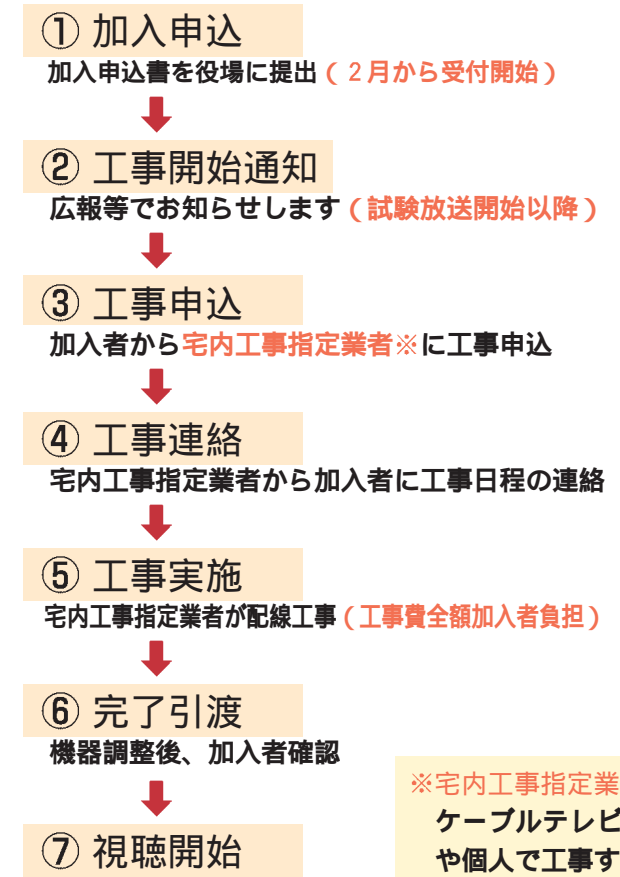 ① 加入申込
加入申込書を役場に提出（２月から受付開始）
② 工事開始通知
広報等でお知らせします（試験放送開始以降）
③ 工事申込
加入者から宅内工事指定業者※に工事申込
④ 工事連絡
宅内工事指定業者から加入者に工事日程の連絡
⑤ 工事実施
宅内工事指定業者が配線工事（工事費全額加入者負担）
⑥ 完了引渡
機器調整後、加入者確認
⑦ 視聴開始
※宅内工事指定業
ケーブルテレビ
や個人で工事す